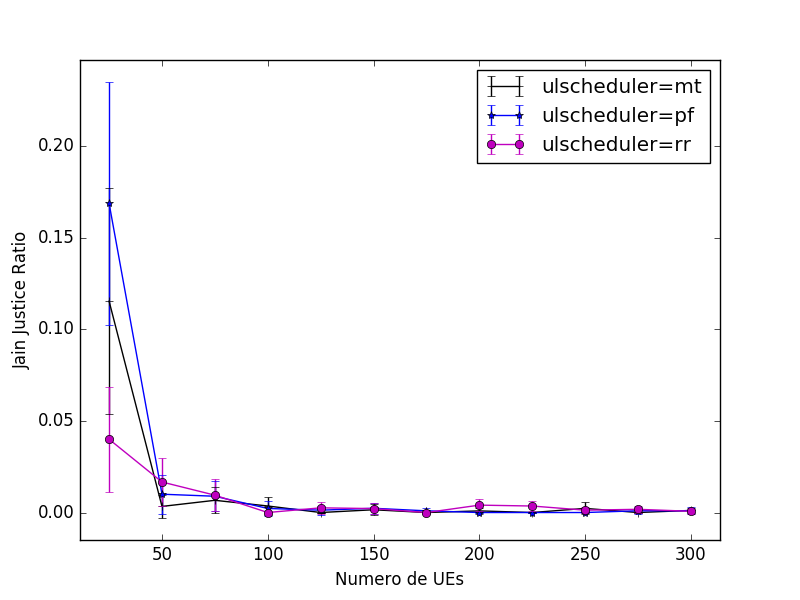 ulscheduler=mt
ulscheduler=pf
ulscheduler=rr
0.20
0.15
0.10
0.05
0.00
Jain Justice Ratio
50 100 150 200 250 300
Numero de UEs